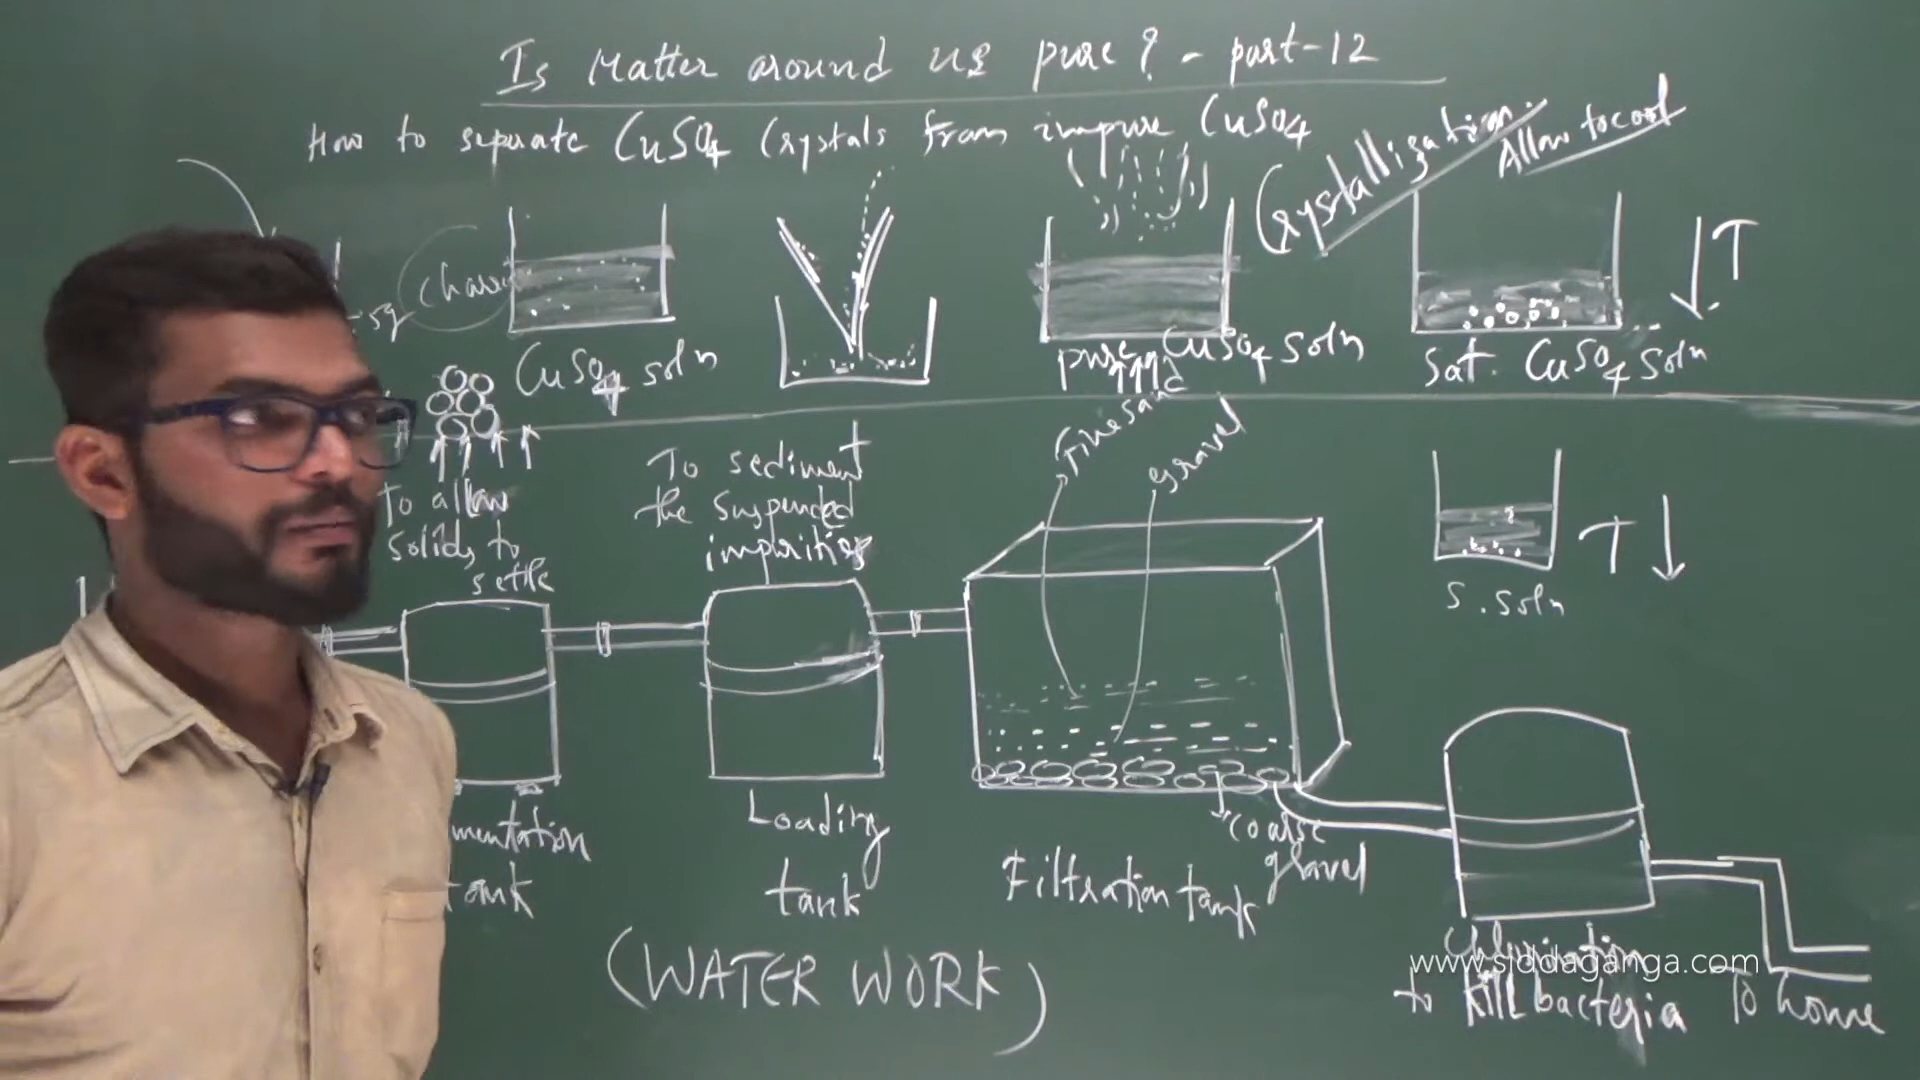 Is Matter around us pure? - part-12
How to separate CuSO4 Crystals from impure CuSO4
Crystallization
Allow to cool
CuSO4 soln
pure CuSO4 soln
Sat. CuSO4 soln
↓T
To allow
solids to
settle
To sediment
the suspended
impurities
Fine sand
gravel
S. soln
T↓
mentation
tank
Loading
tank
Filtration tank
coarse
gravel
Chlorination
to kill bacteria
To home
(WATER WORK)
www.siddaganga.com